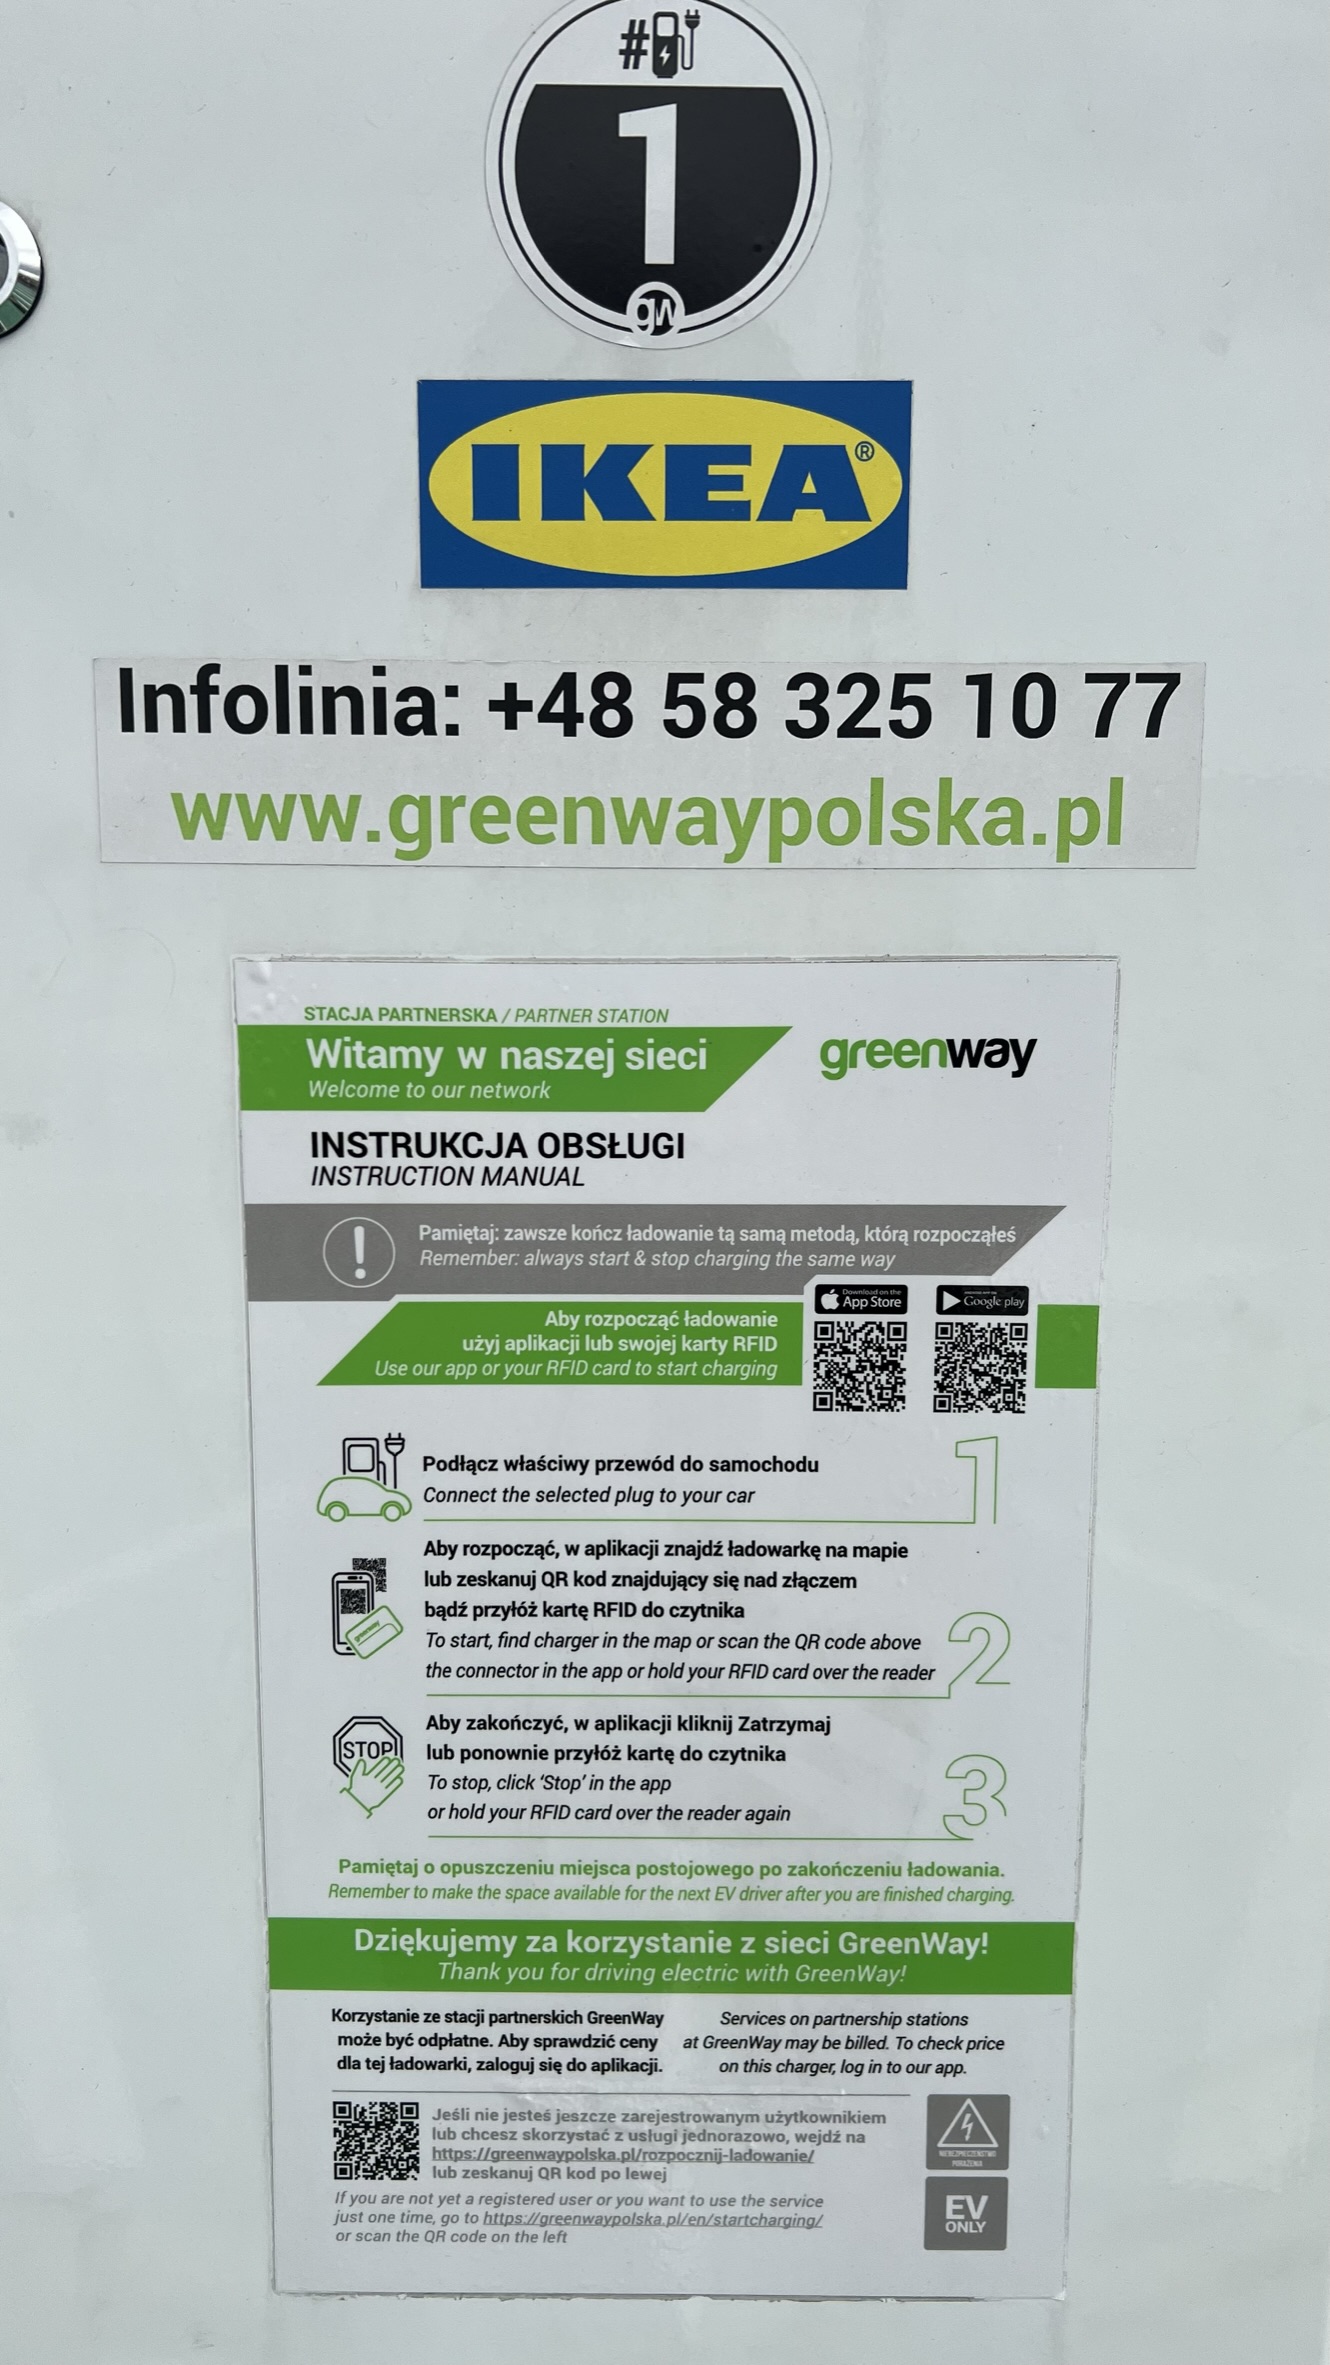 #
1
gw
IKEA®
Infolinia: +48 58 325 10 77
www.greenwaypolska.pl
STACJA PARTNERSKA / PARTNER STATION
Witamy w naszej sieci
Welcome to our network
greenway
INSTRUKCJA OBSŁUGI
INSTRUCTION MANUAL
!
Pamiętaj: zawsze kończ ładowanie tą samą metodą, którą rozpocząłeś
Remember: always start & stop charging the same way
Aby rozpocząć ładowanie
użyj aplikacji lub swojej karty RFID
Use our app or your RFID card to start charging
Download on the
App Store
Google play
Podłącz właściwy przewód do samochodu
Connect the selected plug to your car
1
Aby rozpocząć, w aplikacji znajdź ładowarkę na mapie
lub zeskanuj QR kod znajdujący się nad złączem
bądź przyłóż kartę RFID do czytnika
To start, find charger in the map or scan the QR code above
the connector in the app or hold your RFID card over the reader
greenway
2
STOP
Aby zakończyć, w aplikacji kliknij Zatrzymaj
lub ponownie przyłóż kartę do czytnika
To stop, click ‘Stop’ in the app
or hold your RFID card over the reader again
3
Pamiętaj o opuszczeniu miejsca postojowego po zakończeniu ładowania.
Remember to make the space available for the next EV driver after you are finished charging.
Dziękujemy za korzystanie z sieci GreenWay!
Thank you for driving electric with GreenWay!
Korzystanie ze stacji partnerskich GreenWay
może być odpłatne. Aby sprawdzić ceny
dla tej ładowarki, zaloguj się do aplikacji.
Services on partnership stations
at GreenWay may be billed. To check price
on this charger, log in to our app.
Jeśli nie jesteś jeszcze zarejestrowanym użytkownikiem
lub chcesz skorzystać z usługi jednorazowo, wejdź na
https://greenwaypolska.pl/rozpocznij-ladowanie/
lub zeskanuj QR kod po lewej
If you are not yet a registered user or you want to use the service
just one time, go to https://greenwaypolska.pl/en/startcharging/
or scan the QR code on the left
NIEBEZPIECZEŃSTWO
PORAŻENIA
EV
ONLY